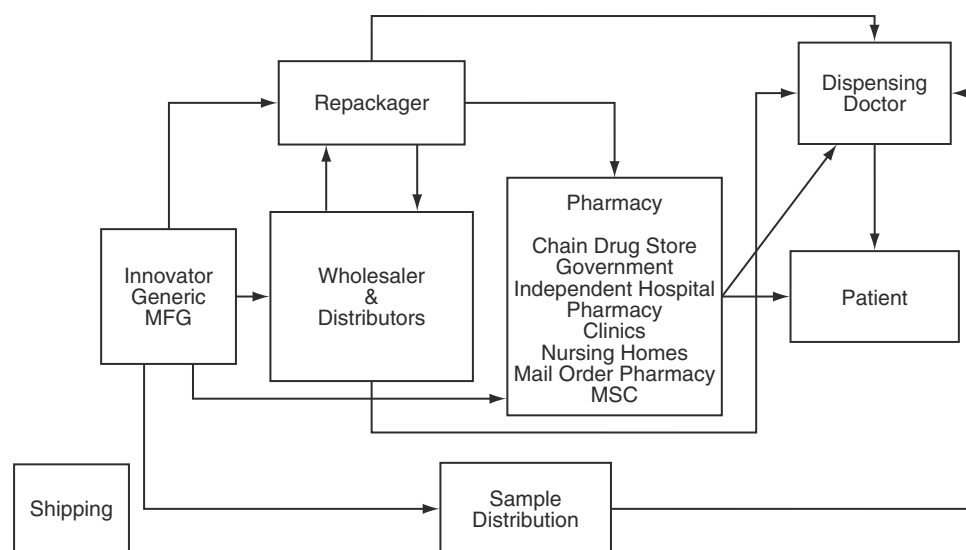 Repackager
Dispensing
Doctor
Pharmacy
Chain Drug Store
Government
Independent Hospital
Pharmacy
Clinics
Nursing Homes
Mail Order Pharmacy
MSC
Innovator
Generic
MFG
Wholesaler
&
Distributors
Patient
Shipping
Sample
Distribution